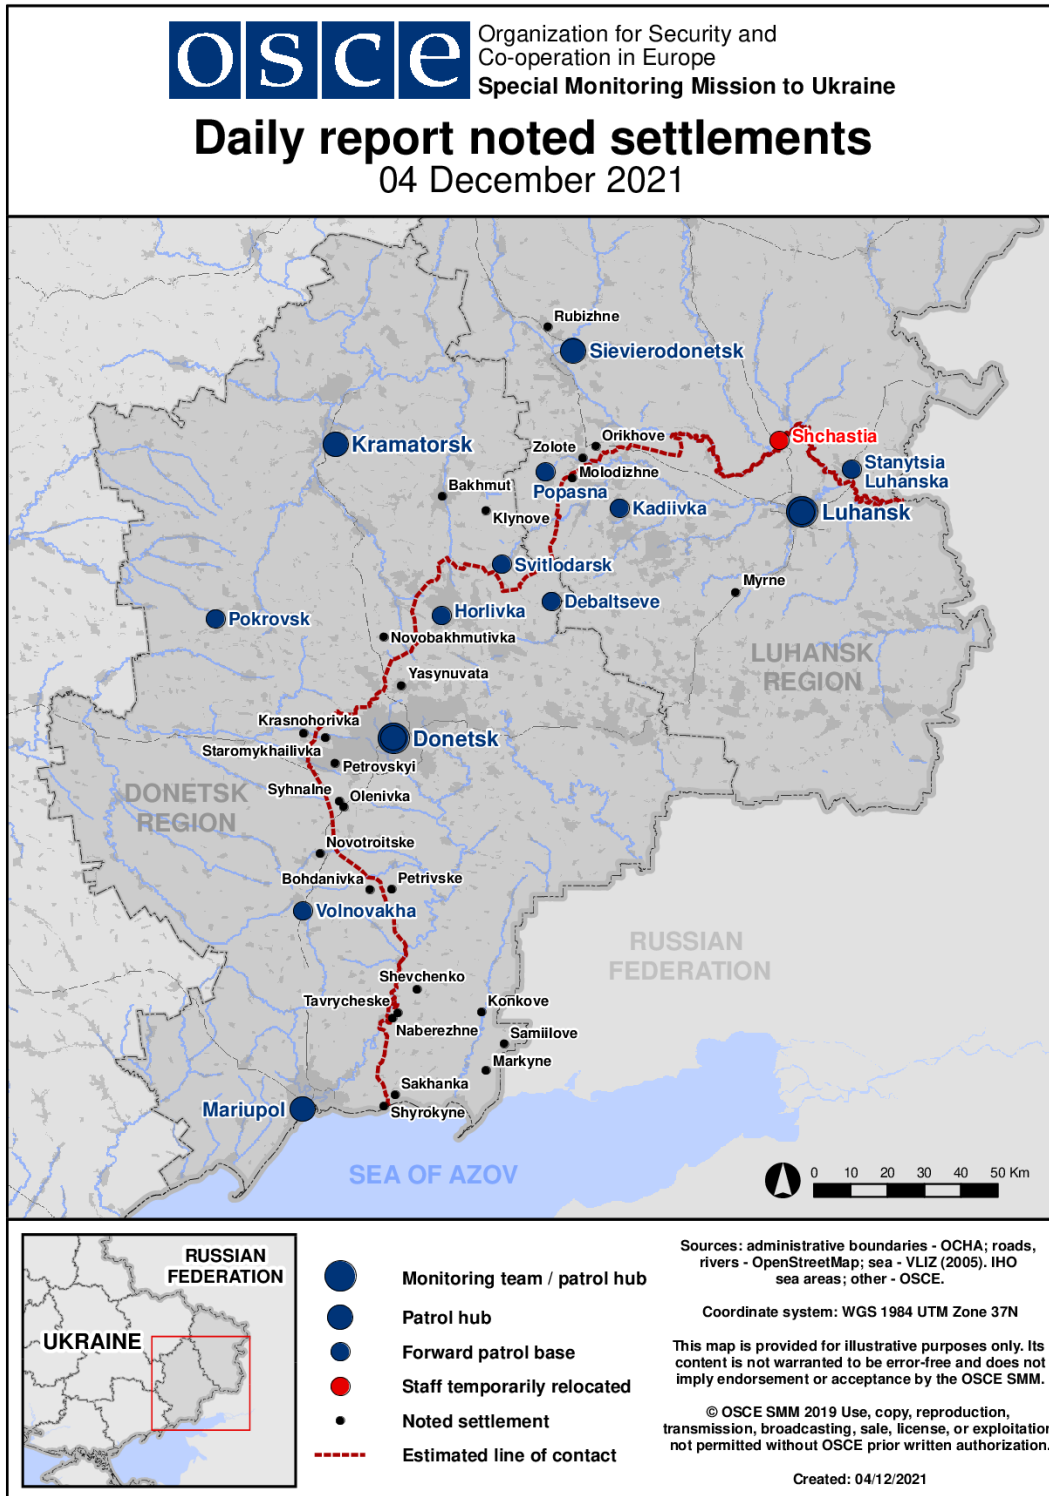 osce
Organization for Security and
Co-operation in Europe
Special Monitoring Mission to Ukraine
Daily report noted settlements
04 December 2021
Rubizhne
Sievierodonetsk
Shchastia
Orikhove
Kramatorsk
Zolote
Stanytsia
Luhanska
Molodizhne
Bakhmut
Popasna
Kadiivka
Luhansk
Klynove
Svitlodarsk
Myrne
Debaltseve
Horlivka
Pokrovsk
Novobakhmutivka
LUHANSK
REGION
Yasynuvata
Krasnohorivka
Donetsk
Staromykhailivka
Petrovskyi
Syhnalne
Olenivka
DONETSK
REGION
Novotroitske
Bohdanivka
Petrivske
Volnovakha
RUSSIAN
FEDERATION
Shevchenko
Tavrycheske
Konkove
Naberezhne
Samiilove
Markyne
Sakhanka
Mariupol
Shyrokyne
SEA OF AZOV
0 10 20 30 40 50 Km
RUSSIAN
FEDERATION
UKRAINE
Monitoring team / patrol hub
Patrol hub
Forward patrol base
Staff temporarily relocated
Noted settlement
Estimated line of contact
Sources: administrative boundaries - OCHA; roads,
rivers - OpenStreetMap; sea - VLIZ (2005). IHO
sea areas; other - OSCE.
Coordinate system: WGS 1984 UTM Zone 37N
This map is provided for illustrative purposes only. Its
content is not warranted to be error-free and does not
imply endorsement or acceptance by the OSCE SMM.
© OSCE SMM 2019 Use, copy, reproduction,
transmission, broadcasting, sale, license, or exploitation
not permitted without OSCE prior written authorization.
Created: 04/12/2021